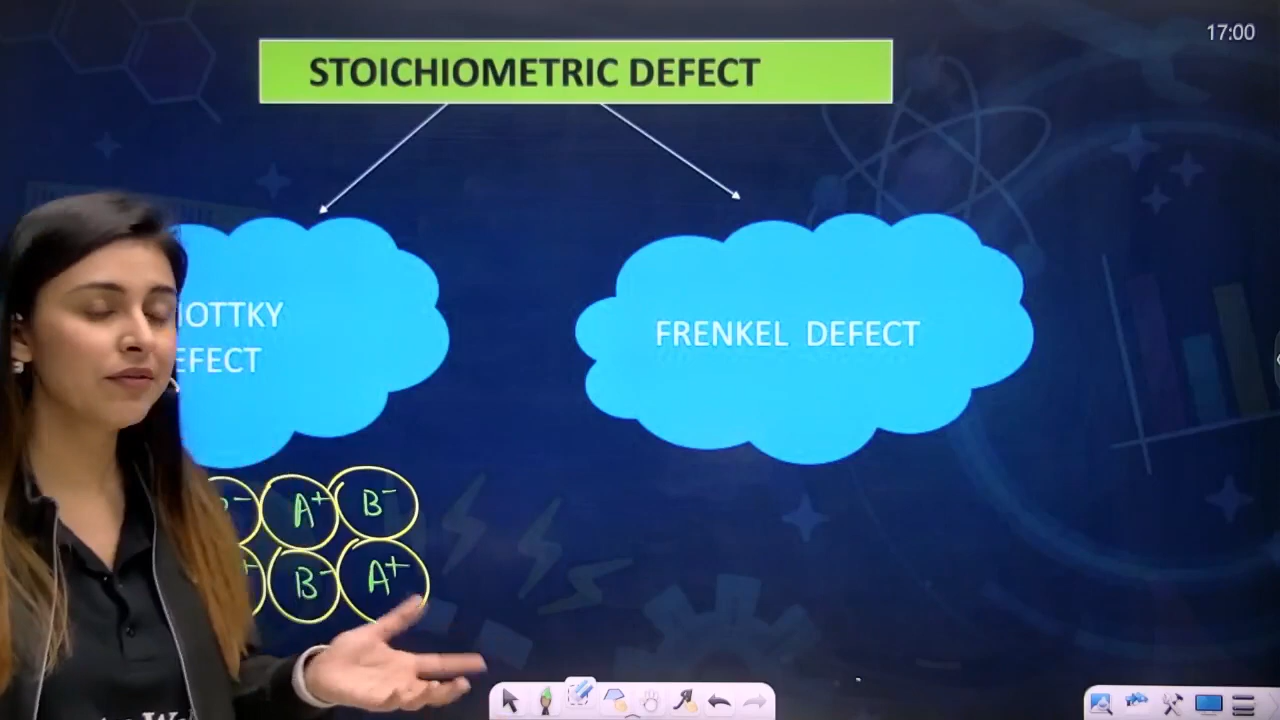 17:00
STOICHIOMETRIC DEFECT
FRENKEL DEFECT
A⁺ B⁻
B⁻ A⁺